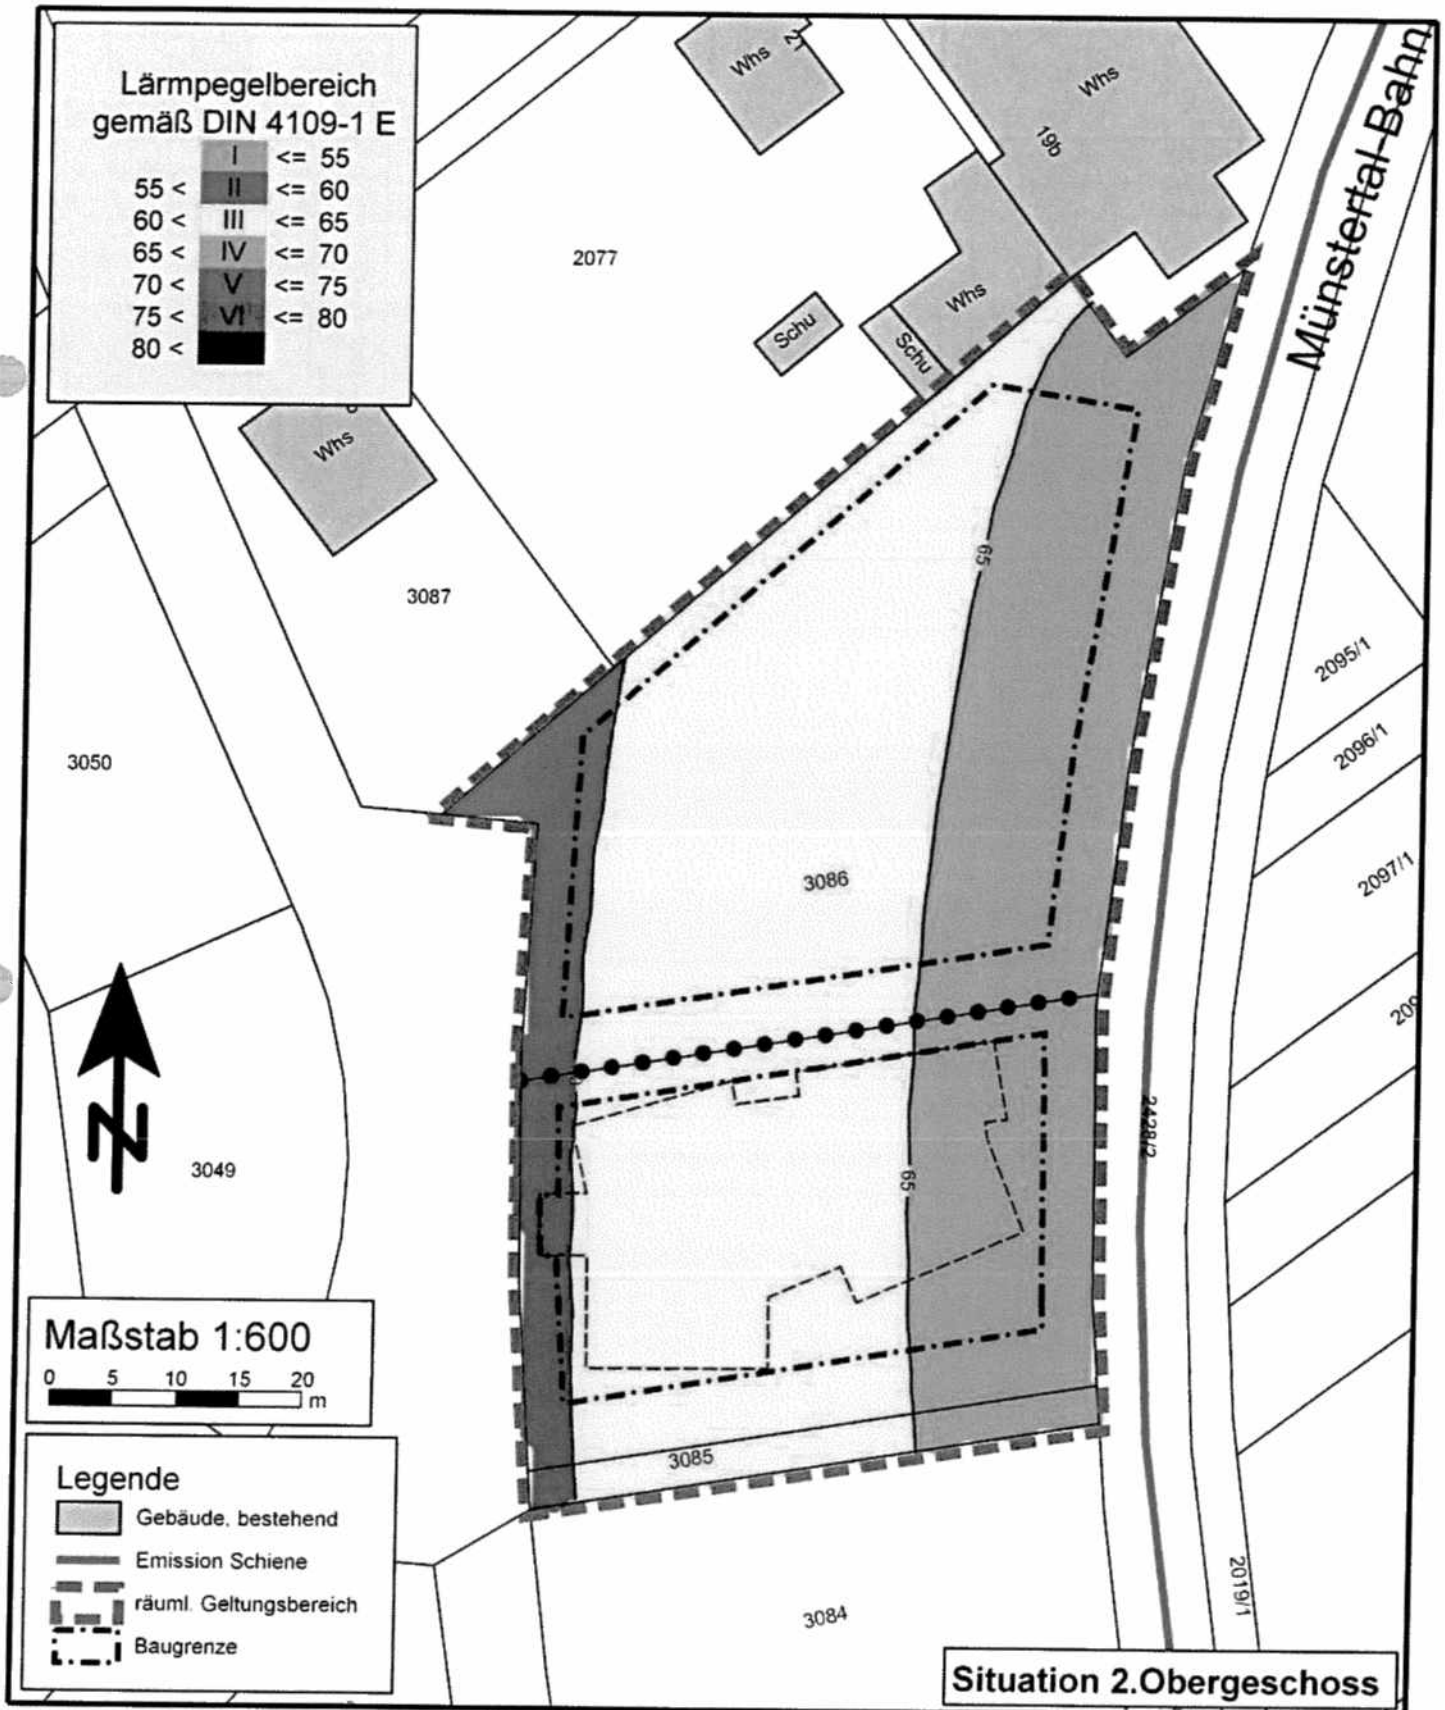 Lärmpegelbereich
gemäß DIN 4109-1 E
I <= 55
55 < II <= 60
60 < III <= 65
65 < IV <= 70
70 < V <= 75
75 < VI <= 80
80 <
Whs
Whs
19b
Münstertal-Bahn
2077
Whs
Schu
Schu
Whs
65
3087
2095/1
3050
2096/1
3086
2097/1
2428/2
3049
65
Maßstab 1:600
0 5 10 15 20
m
3085
Legende
Gebäude, bestehend
Emission Schiene
räuml. Geltungsbereich
Baugrenze
3084
2019/1
Situation 2.Obergeschoss